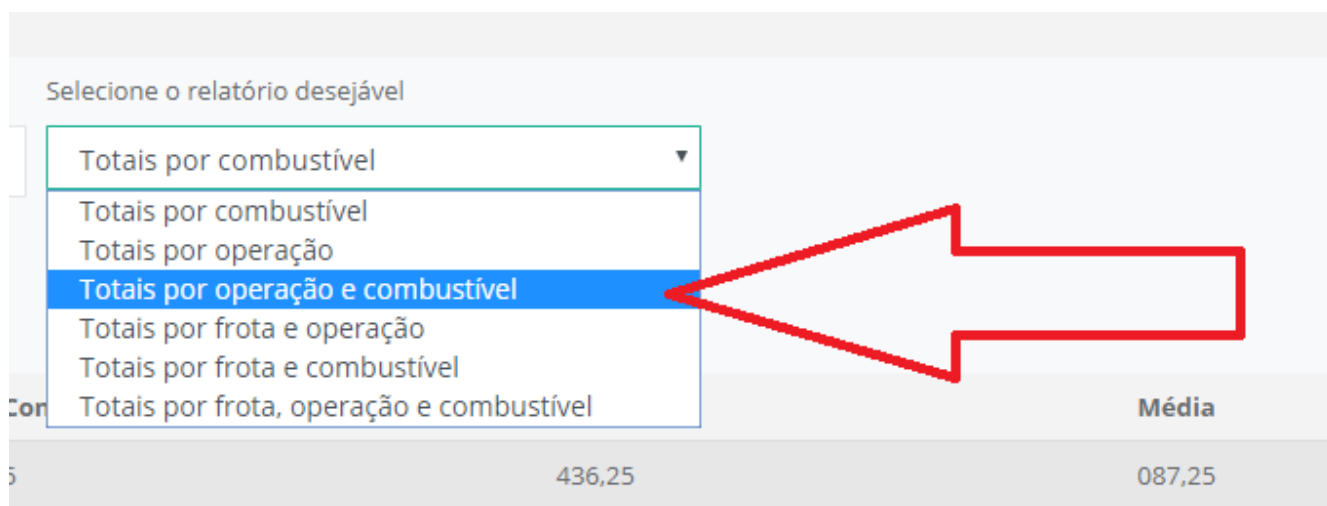 Selecione o relatório desejável
Totais por combustível
Totais por combustível
Totais por operação
Totais por operação e combustível
Totais por frota e operação
Totais por frota e combustível
Totais por frota, operação e combustível
Média
436,25 087,25